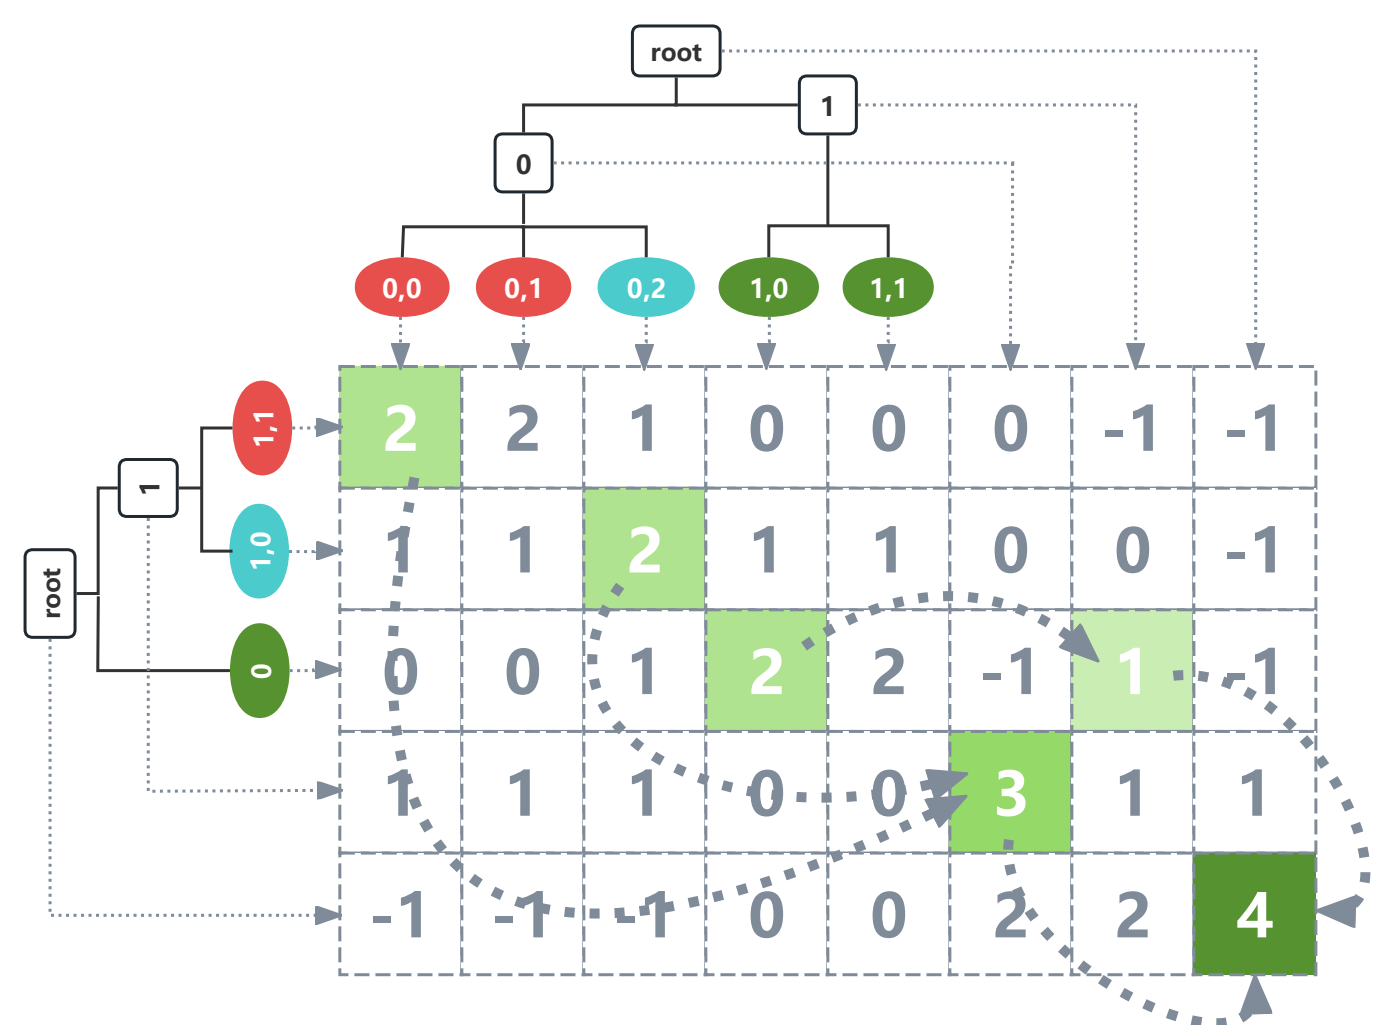 root
1
0
0,0 0,1 0,2 1,0 1,1
1,1 2 2 1 0 0 0 -1 -1
1
1,0 1 1 2 1 1 0 0 -1
root
0 0 0 1 2 2 -1 1 -1
1 1 1 0 0 3 1 1
-1 -1 -1 0 0 2 2 4